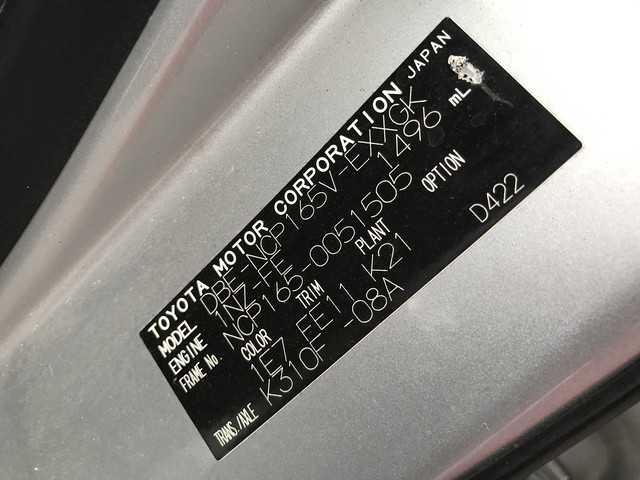 TOYOTA MOTOR CORPORATION JAPAN
MODEL DBE-NCP165V-EXXGK
ENGINE 1NZ-FE 1496 mL
FRAME No. NCP165-0051505
COLOR TRIM PLANT OPTION
1E7 FE11 K21
TRANS./AXLE K310F -08A D422